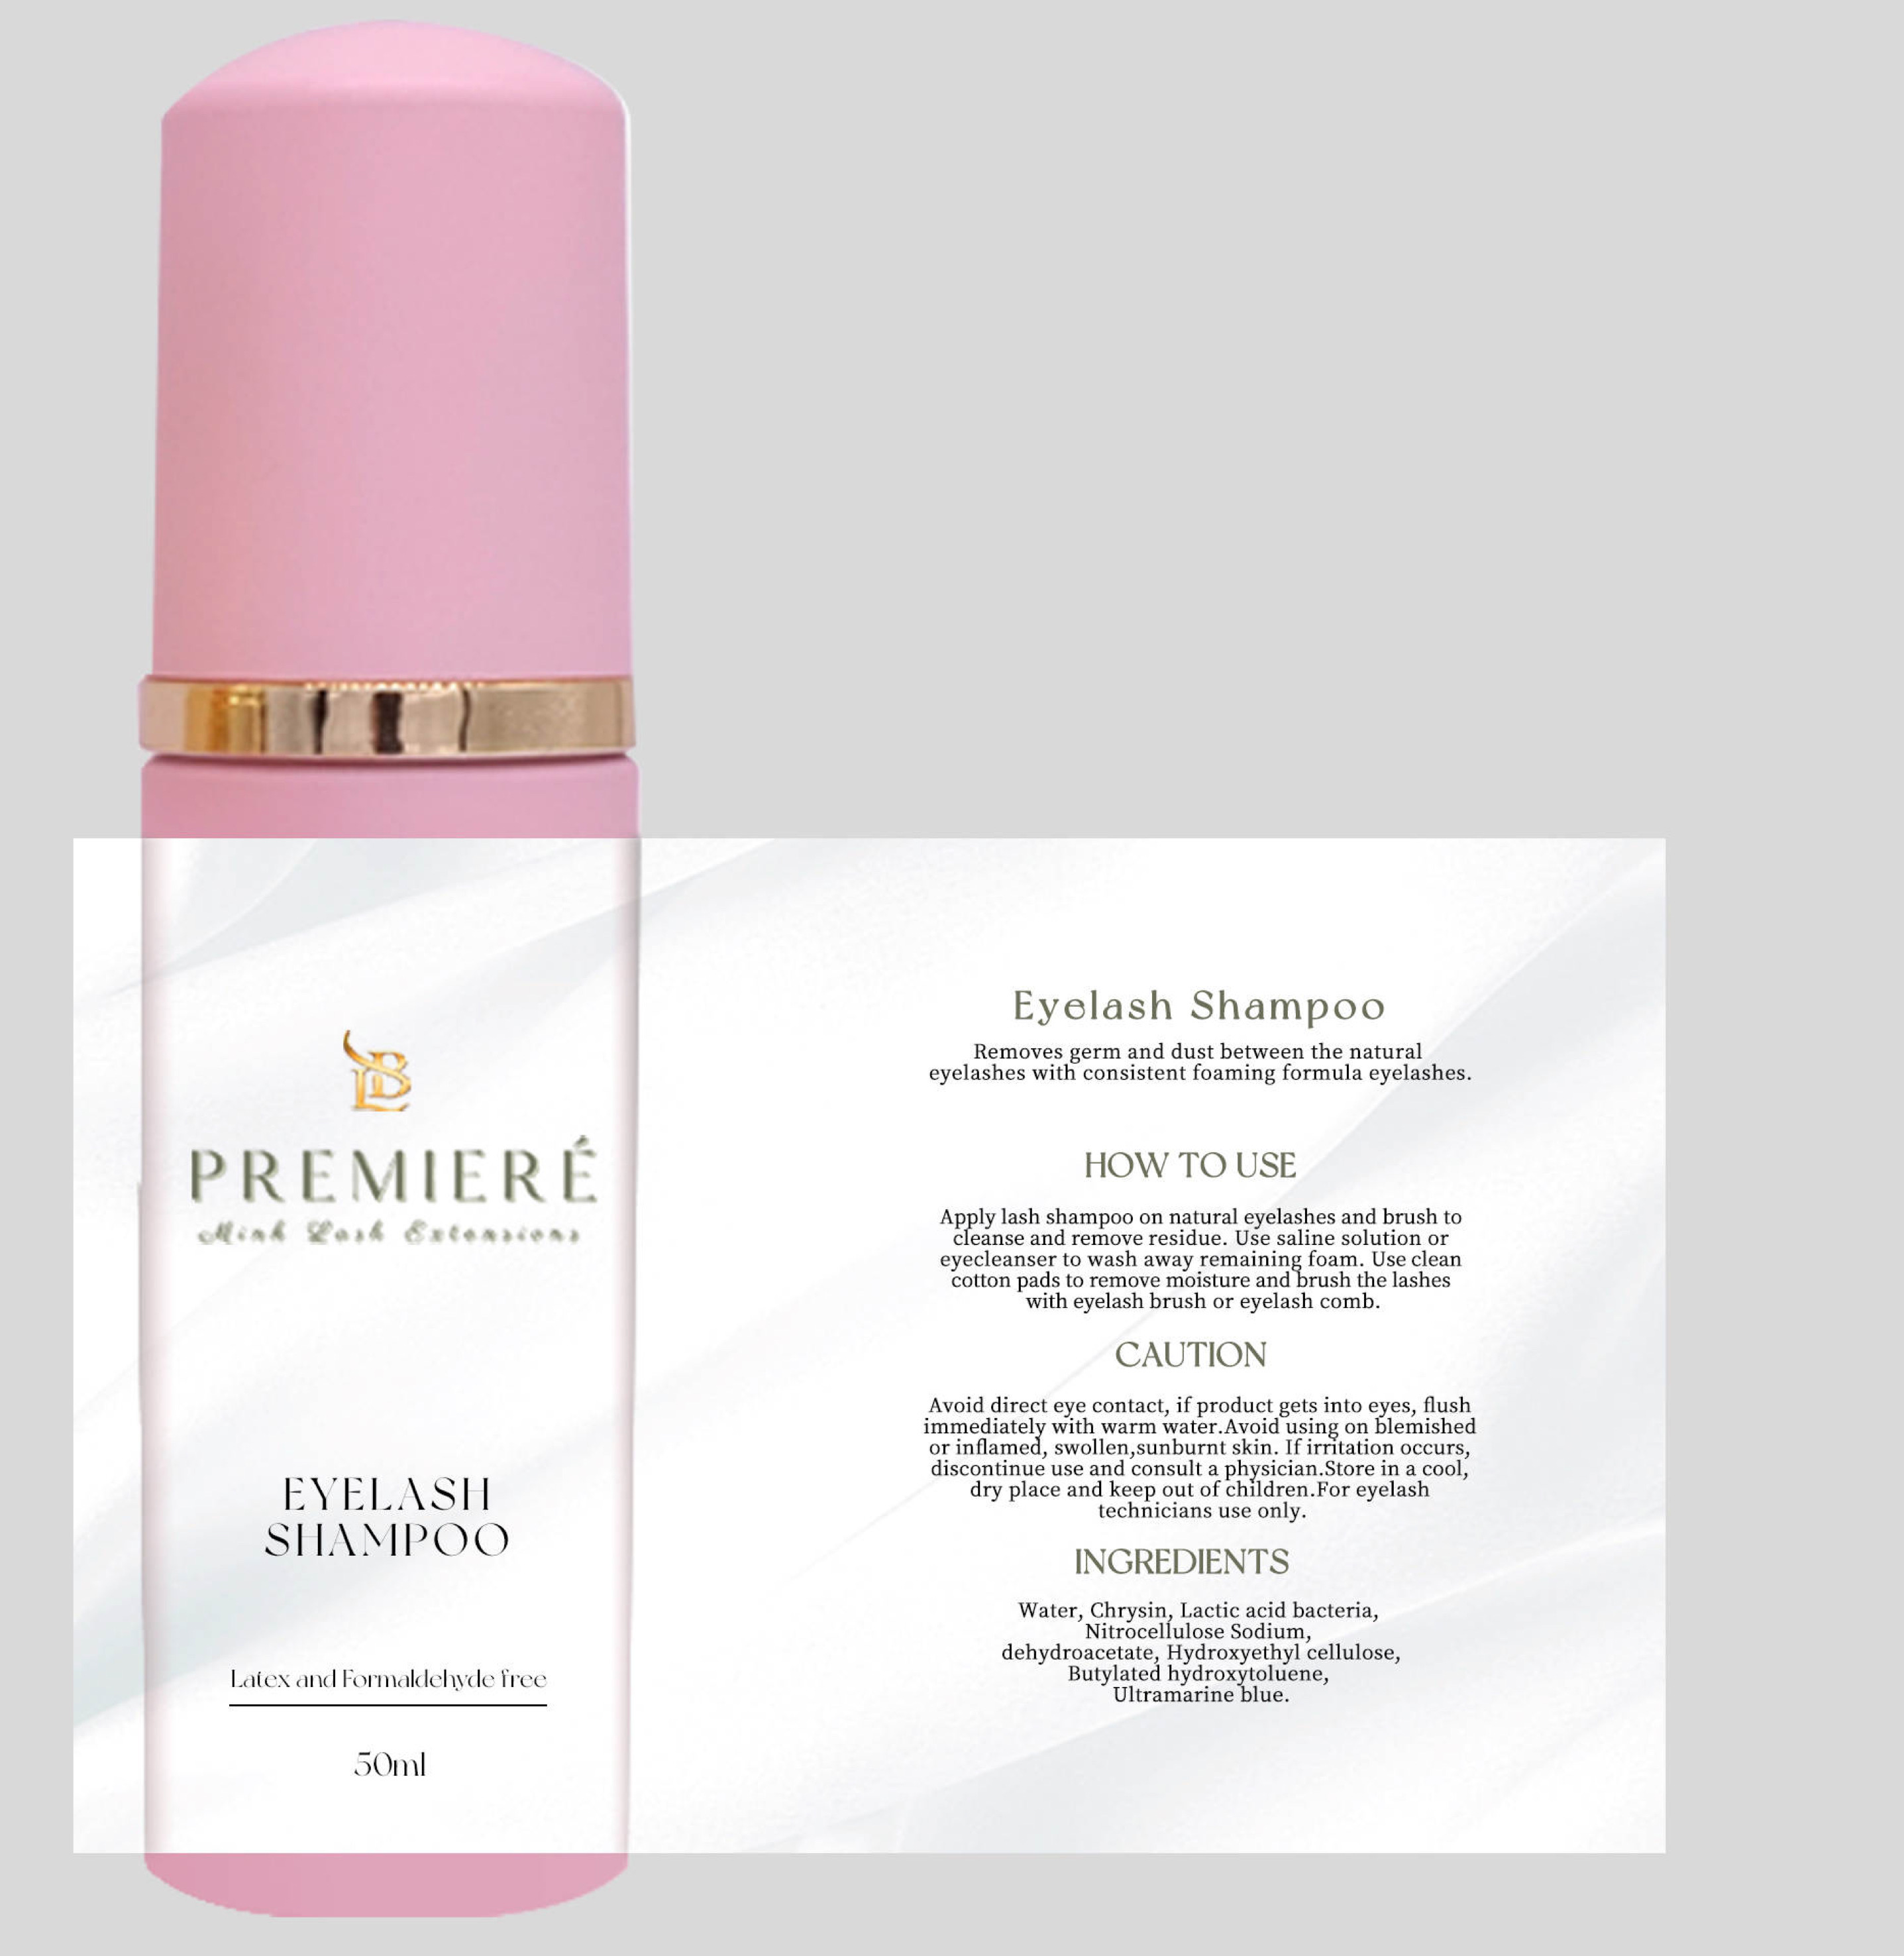 LSB
PREMIERÉ
Mink Lash Extensions
EYELASH
SHAMPOO
Latex and Formaldehyde free
50ml
Eyelash Shampoo
Removes germ and dust between the natural
eyelashes with consistent foaming formula eyelashes.
HOW TO USE
Apply lash shampoo on natural eyelashes and brush to
cleanse and remove residue. Use saline solution or
eyecleanser to wash away remaining foam. Use clean
cotton pads to remove moisture and brush the lashes
with eyelash brush or eyelash comb.
CAUTION
Avoid direct eye contact, if product gets into eyes, flush
immediately with warm water.Avoid using on blemished
or inflamed, swollen,sunburnt skin. If irritation occurs,
discontinue use and consult a physician.Store in a cool,
dry place and keep out of children.For eyelash
technicians use only.
INGREDIENTS
Water, Chrysin, Lactic acid bacteria,
Nitrocellulose Sodium,
dehydroacetate, Hydroxyethyl cellulose,
Butylated hydroxytoluene,
Ultramarine blue.